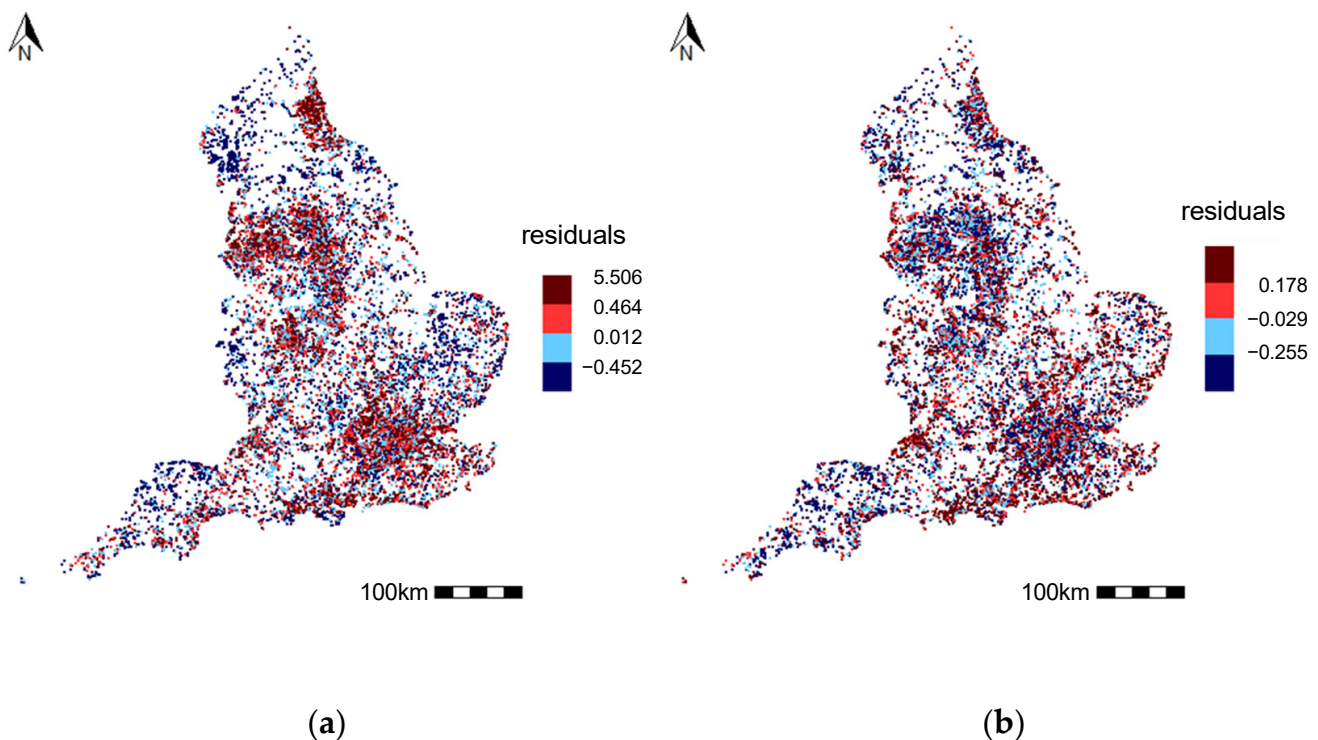 N
N
residuals
5.506
0.464
0.012
−0.452
residuals
0.178
−0.029
−0.255
100km
100km
(a)
(b)